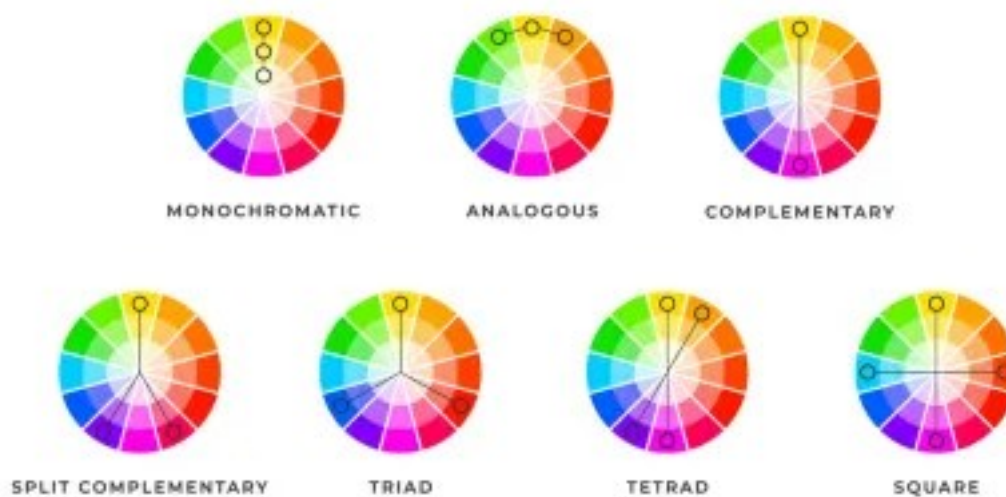 MONOCHROMATIC ANALOGOUS COMPLEMENTARY
SPLIT COMPLEMENTARY TRIAD TETRAD SQUARE